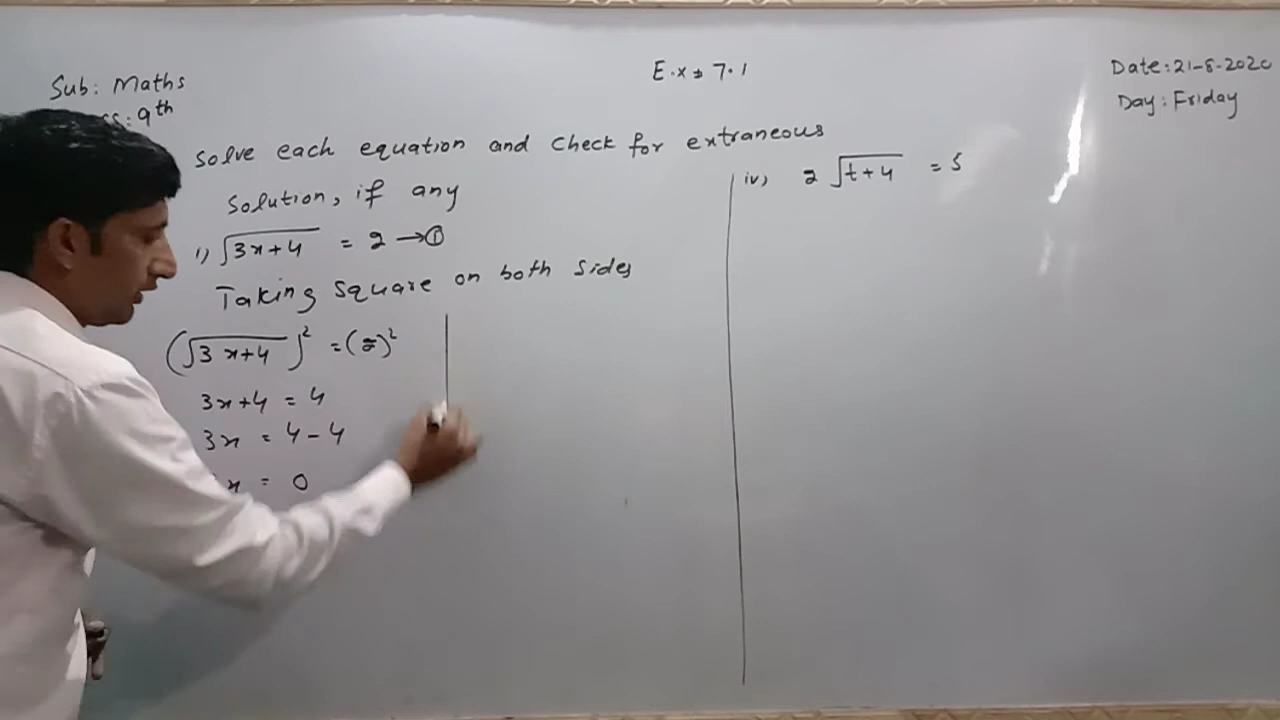 Sub: Maths
9th
E.x = 7.1
Date: 21-8-2020
Day: Friday
Solve each equation and check for extraneous
Solution, if any
i) √3x+4 = 2 → ①
Taking square on both sides
(√3x+4)² = (2)²
3x+4 = 4
3x = 4-4
x = 0
iv) 2√t+4 = 5